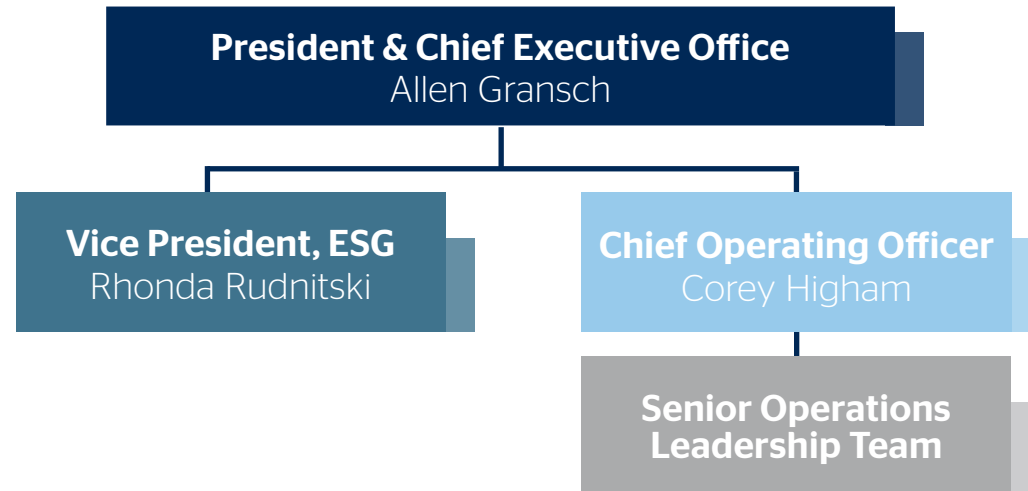 President & Chief Executive Office
Allen Gransch
Vice President, ESG
Rhonda Rudnitski
Chief Operating Officer
Corey Higham
Senior Operations
Leadership Team